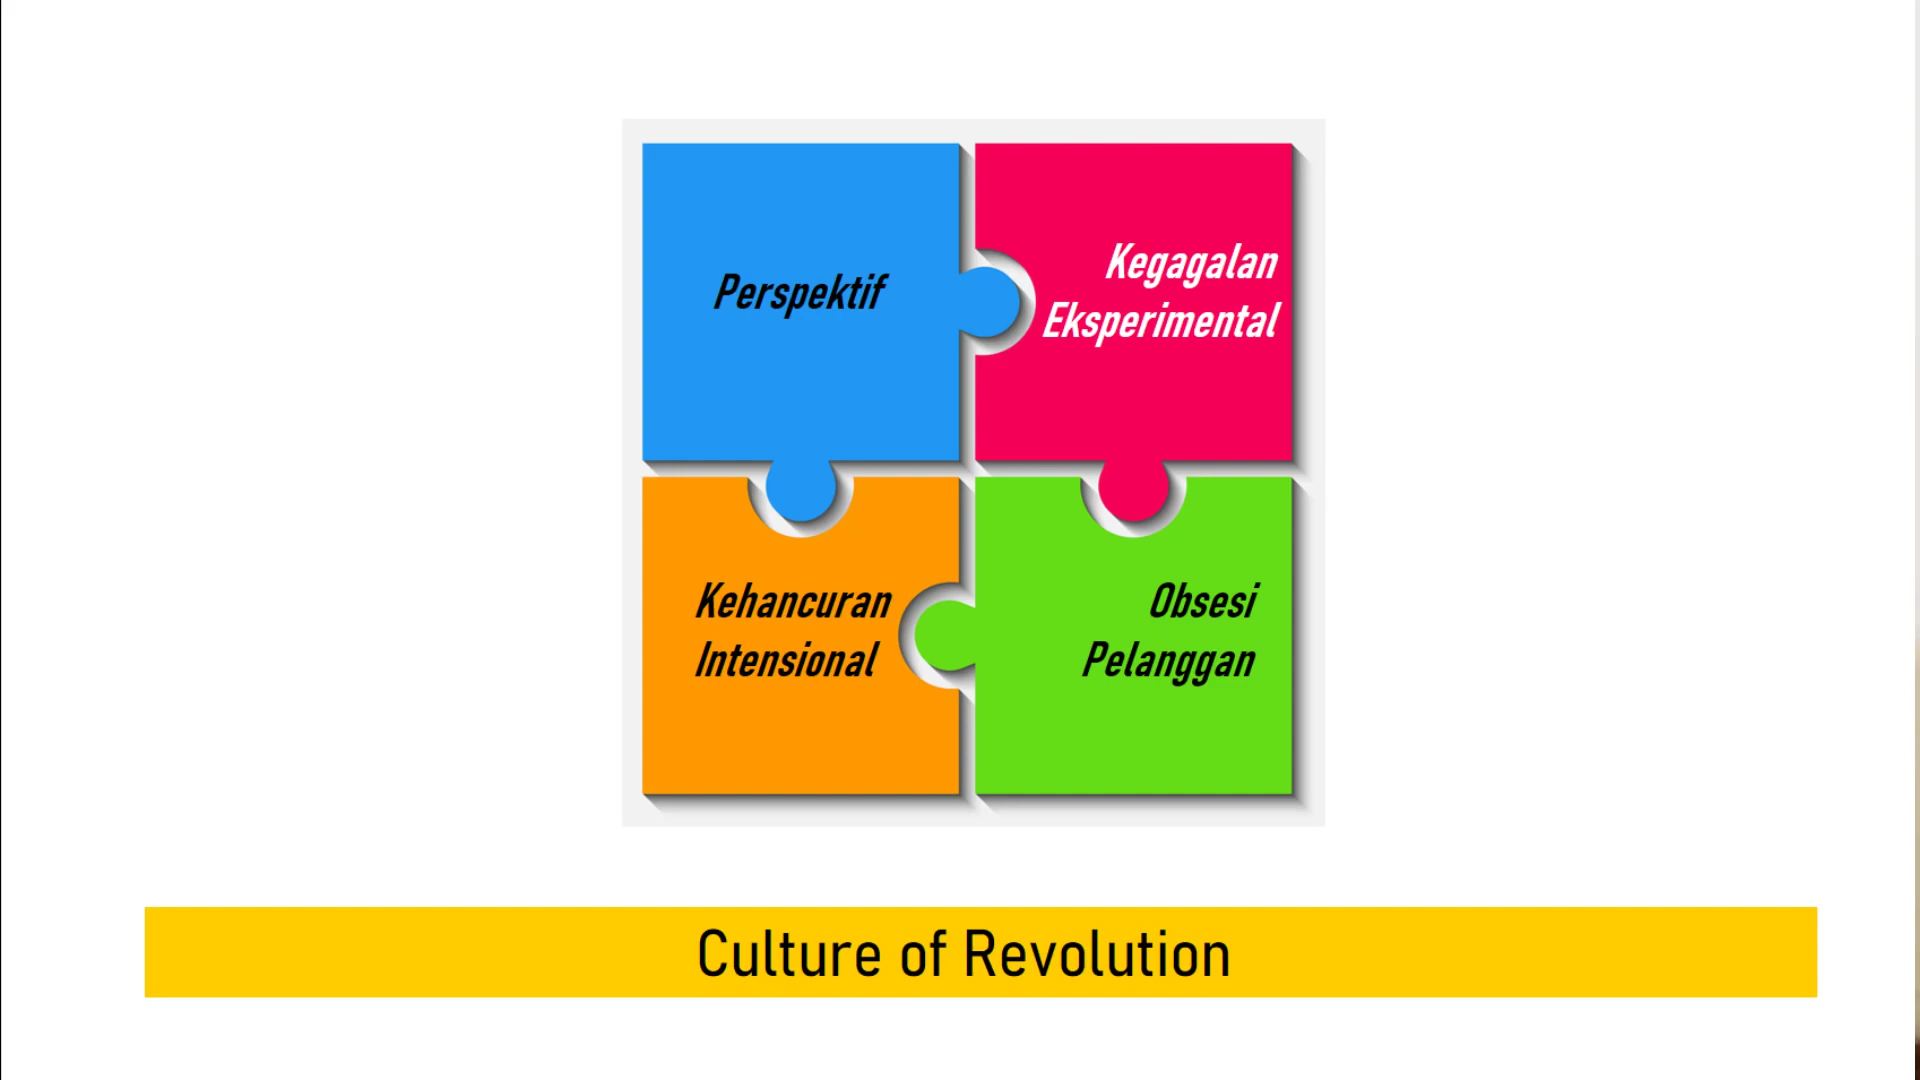 Perspektif
Kegagalan
Eksperimental
Kehancuran
Intensional
Obsesi
Pelanggan
Culture of Revolution